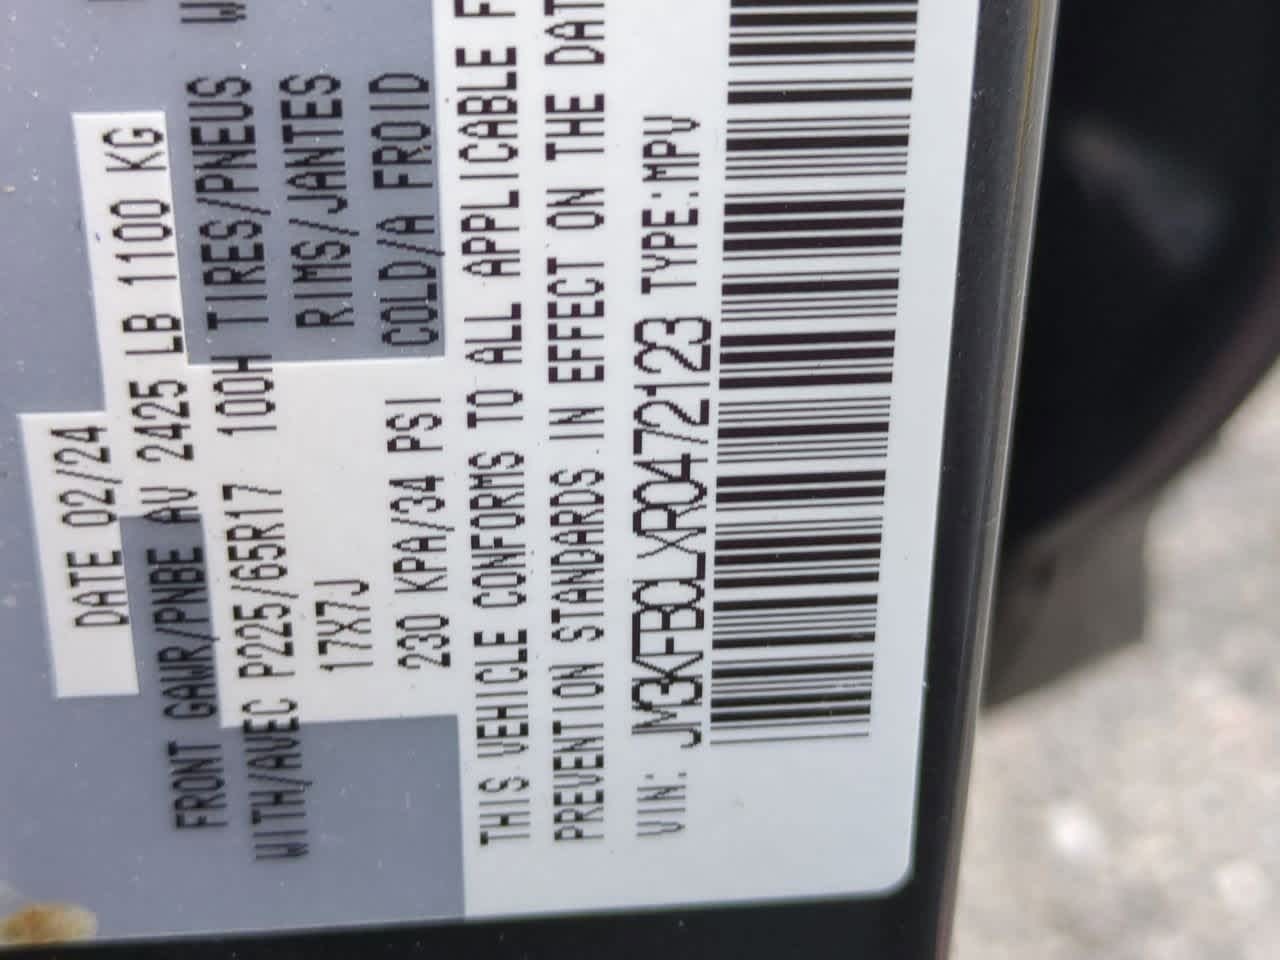 DATE 02/24
FRONT GAWR/PNBE AV 2425 LB 1100 KG
WITH/AVEC P225/65R17 100H TIRES/PNEUS
17X7J RIMS/JANTES
230 KPA/34 PSI COLD/A FROID
THIS VEHICLE CONFORMS TO ALL APPLICABLE
PREVENTION STANDARDS IN EFFECT ON THE
VIN: JM3KFBCLXR0472123 TYPE:MPV